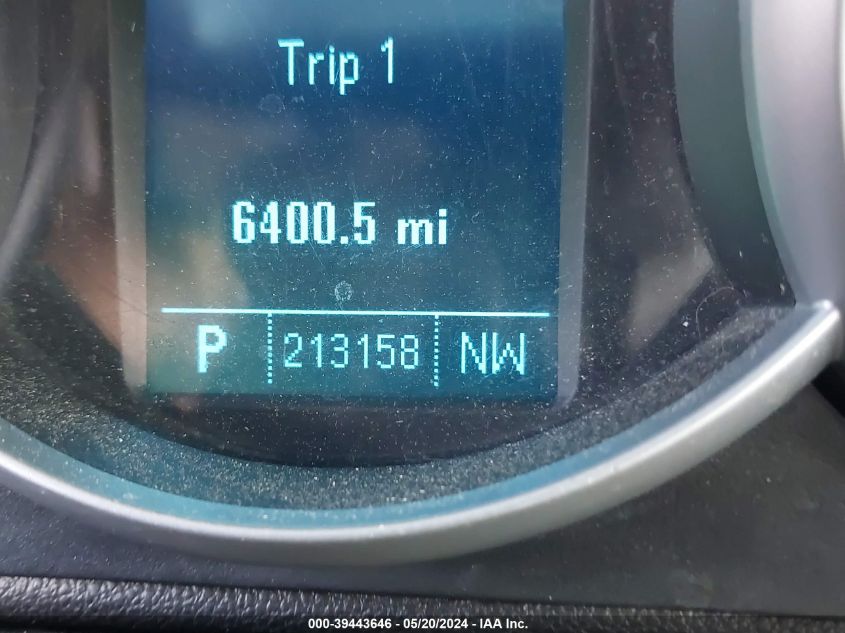 Trip 1
6400.5 mi
P 213158 NW
000-39443646 / 05/20/2024 - IAA Inc.